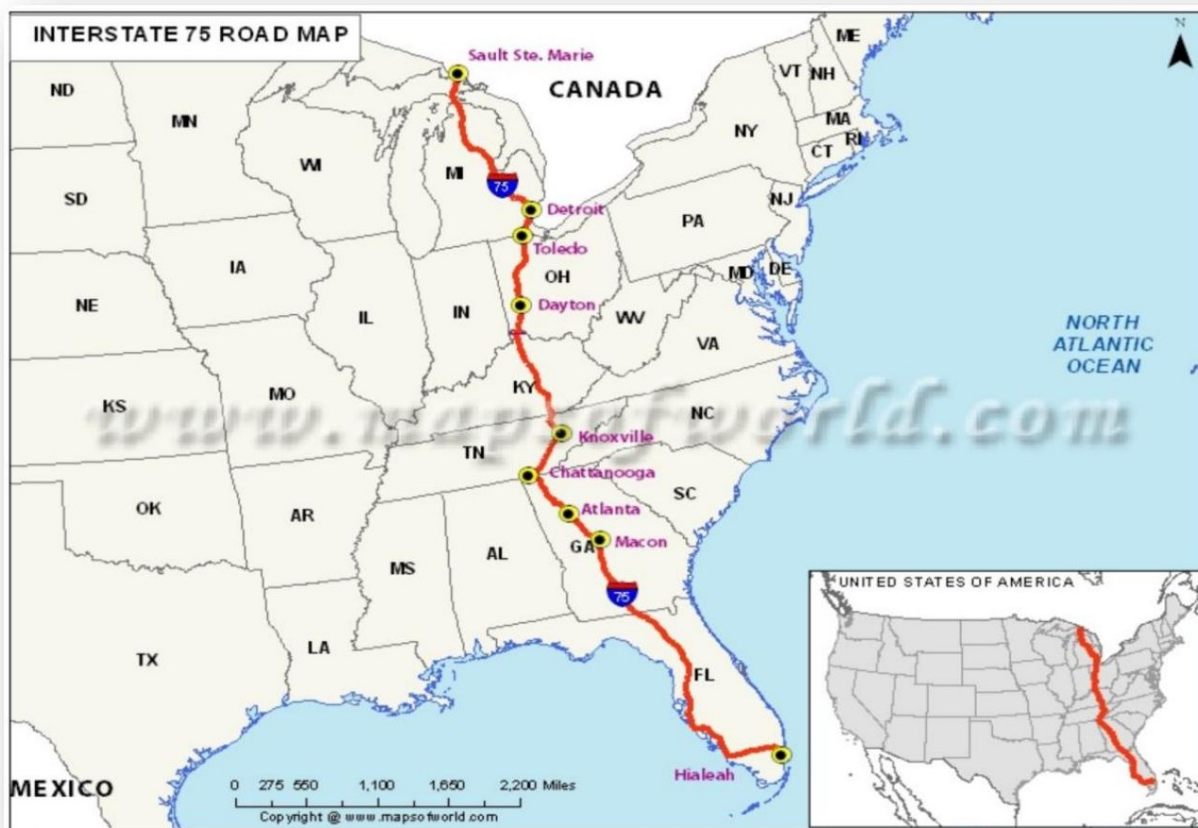 INTERSTATE 75 ROAD MAP
N
Sault Ste. Marie
CANADA
ME
VT
NH
ND
MN
MA
NY
RI
CT
WI
MI
75
SD
Detroit
NJ
PA
Toledo
IA
OH
MD
DE
NE
Dayton
IL
IN
WV
NORTH
ATLANTIC
OCEAN
VA
KY
MO
KS
NC
www.mapsofworld.com
Knoxville
TN
Chattanooga
SC
OK
AR
Atlanta
GA
Macon
AL
MS
75
UNITED STATES OF AMERICA
LA
TX
FL
Hialeah
MEXICO
0 275 550 1,100 1,650 2,200 Miles
Copyright @ www.mapsofworld.com